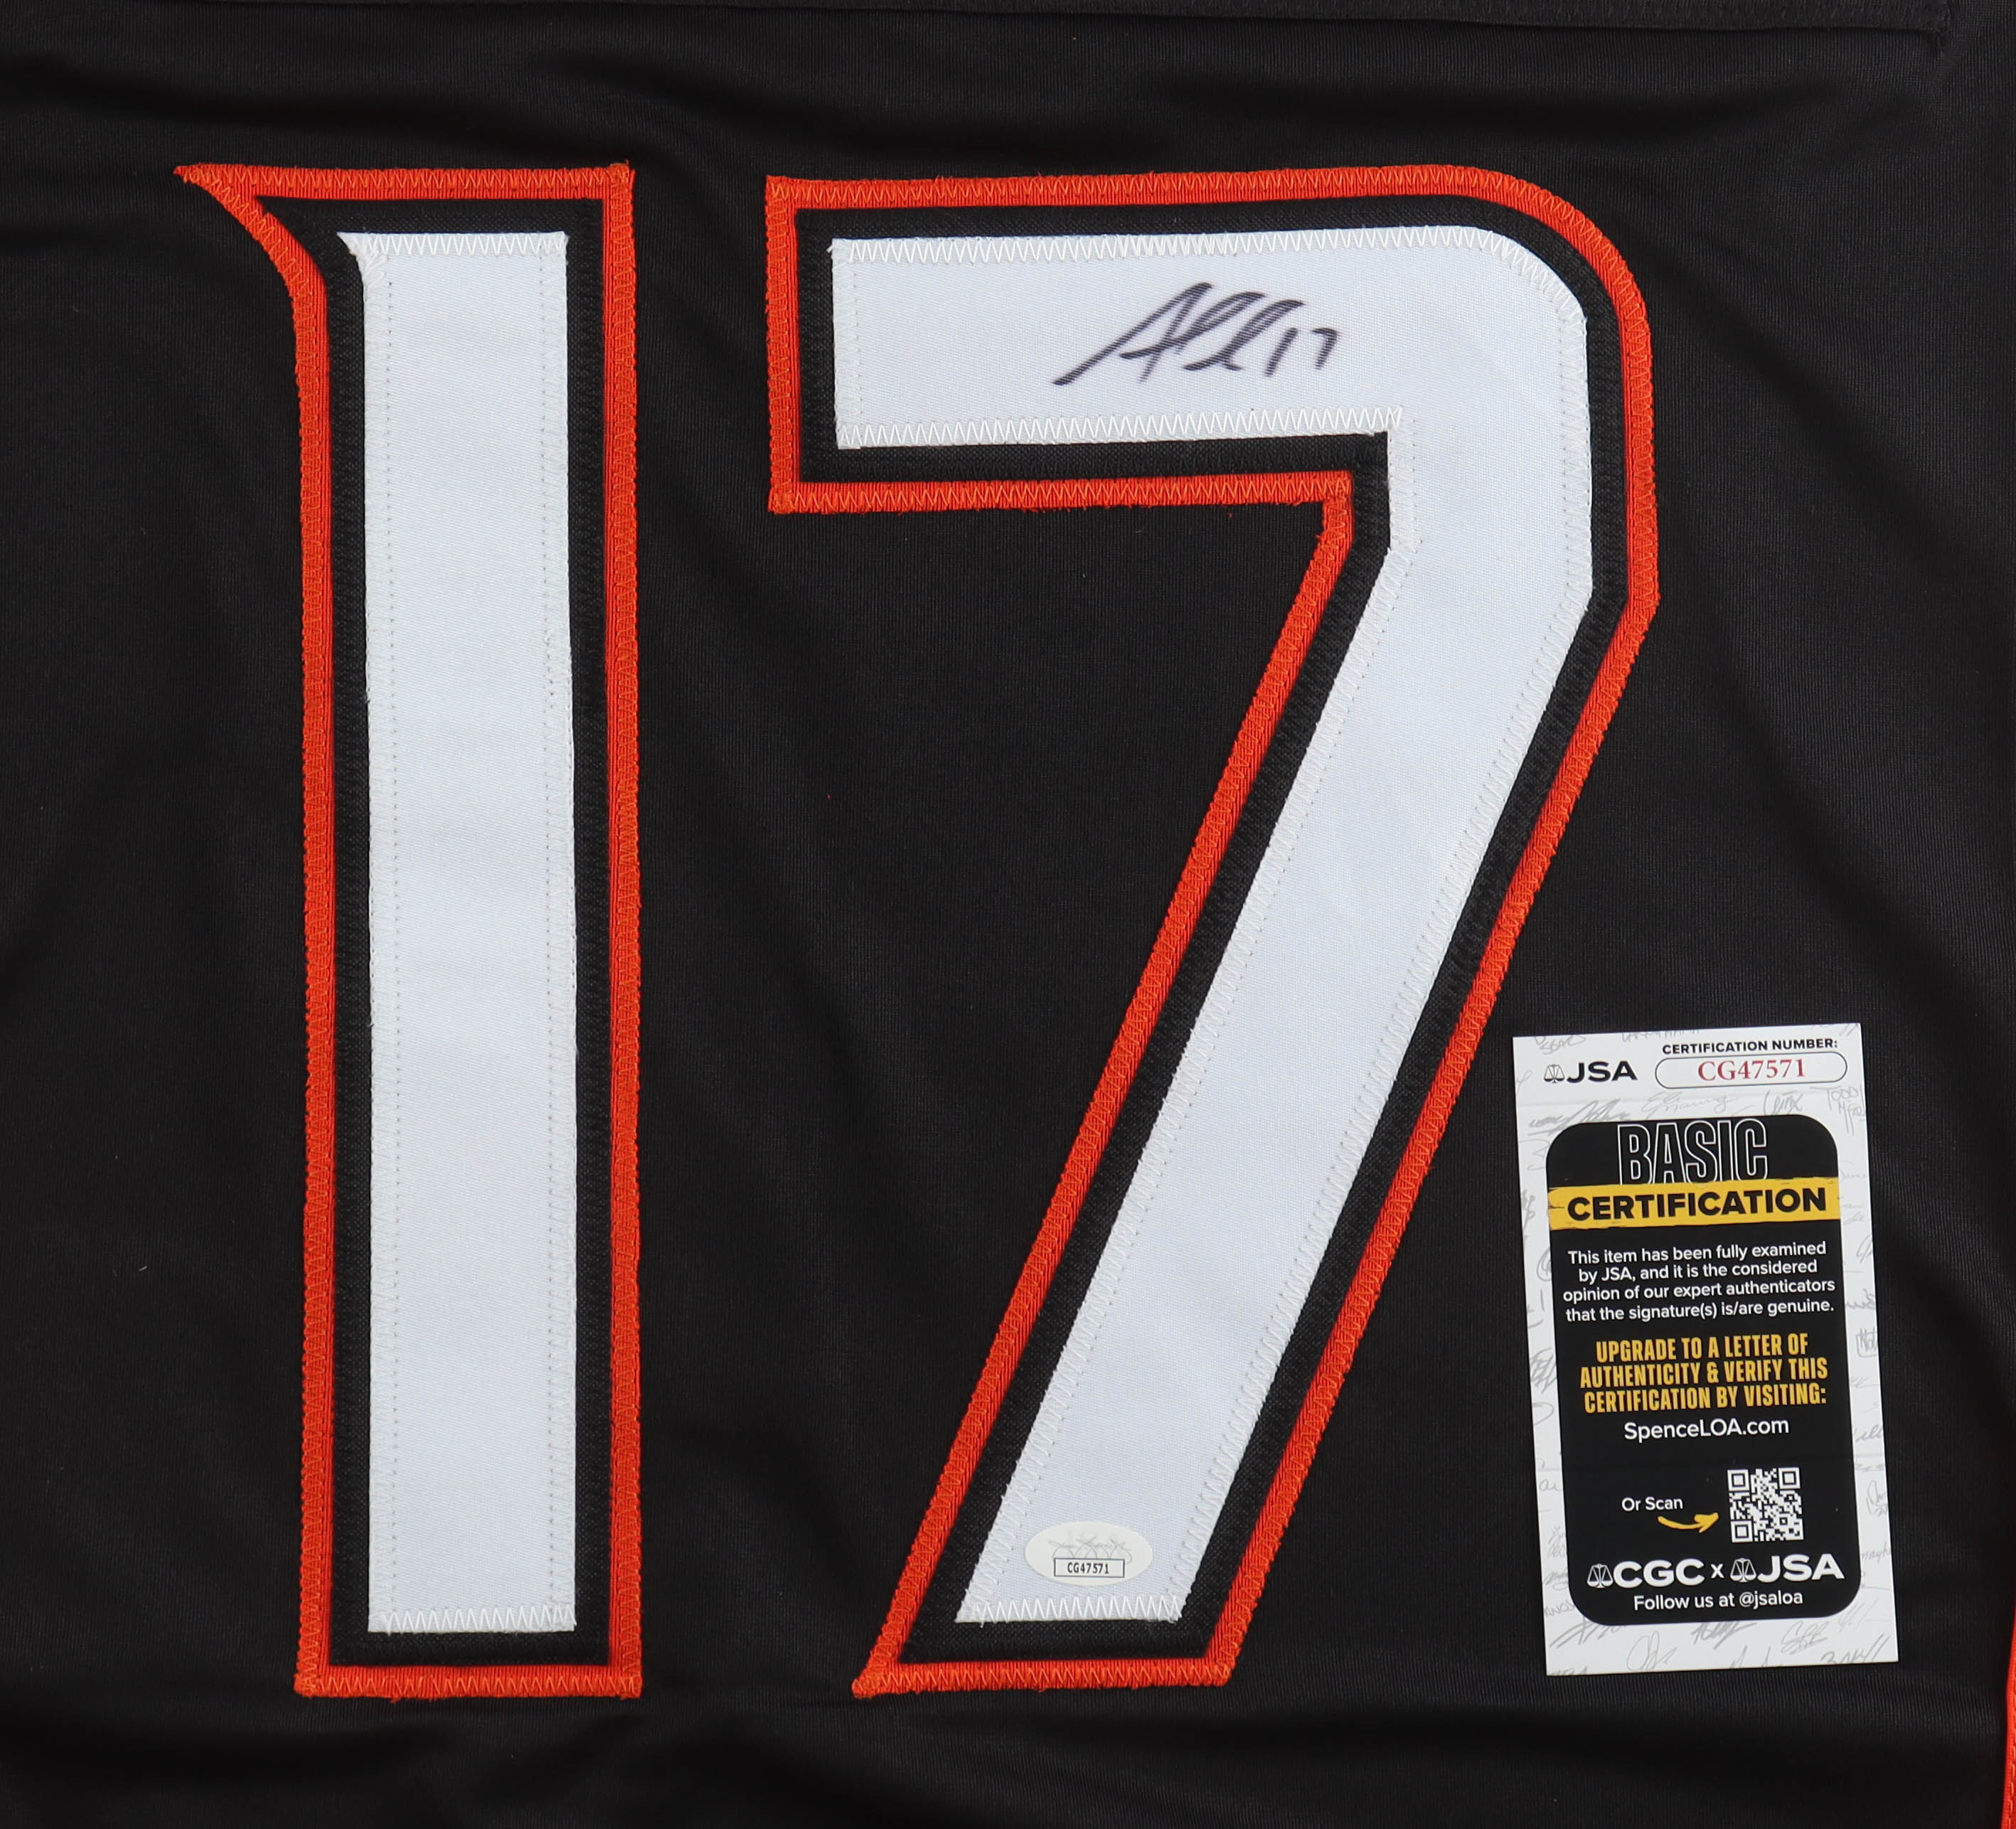 17
17
JSA
CERTIFICATION NUMBER:
CG47571
BASIC
CERTIFICATION
This item has been fully examined
by JSA, and it is the considered
opinion of our expert authenticators
that the signature(s) is/are genuine.
UPGRADE TO A LETTER OF
AUTHENTICITY & VERIFY THIS
CERTIFICATION BY VISITING:
SpenceLOA.com
Or Scan
CGC x JSA
Follow us at @jsaloa
CG47571